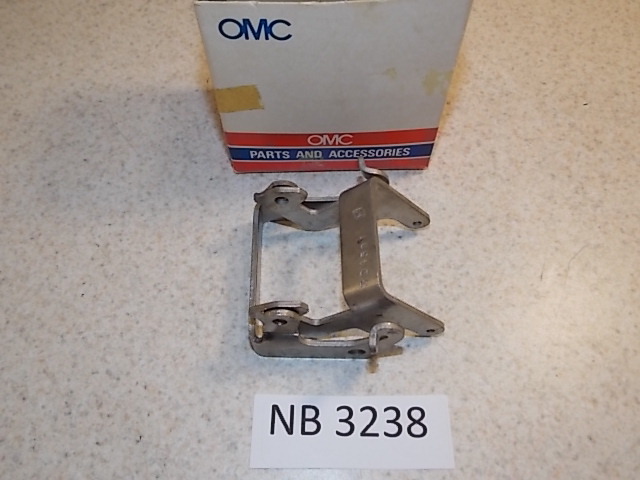 OMC
OMC
PARTS AND ACCESSORIES
NB 3238